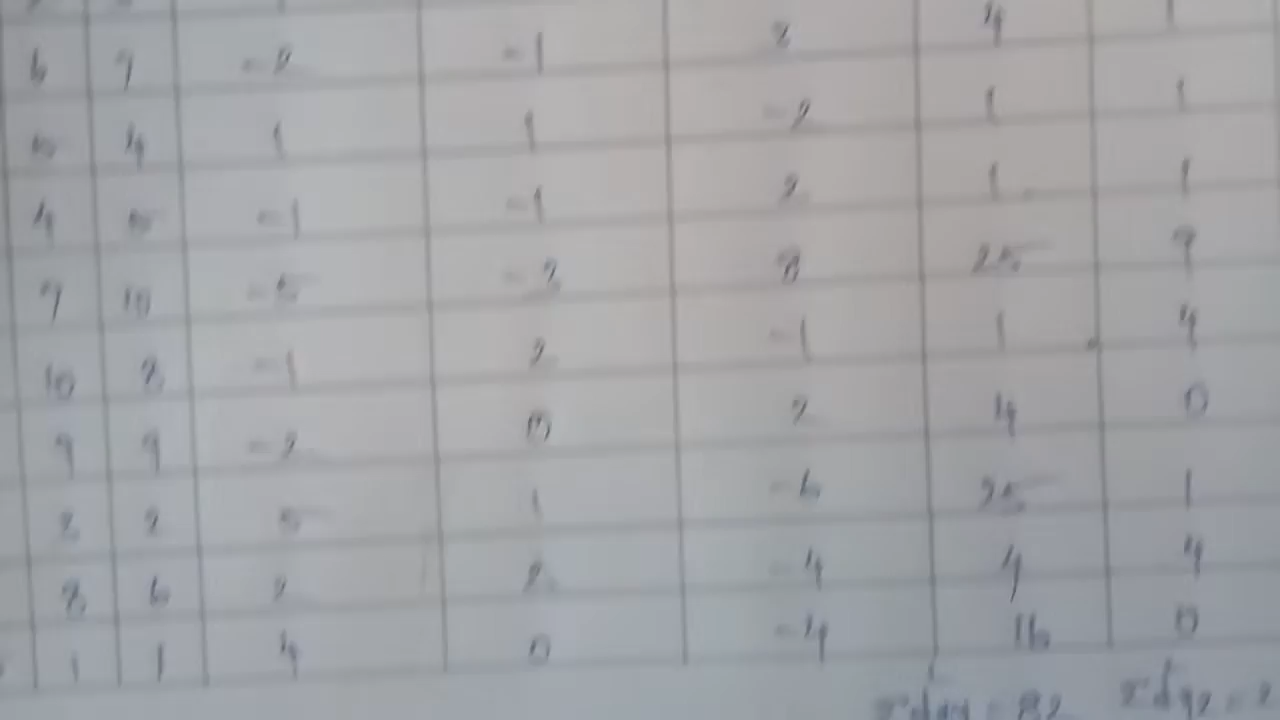 6 7 -2 -1 2 4 1
5 4 1 1 -2 1 1
4 5 -1 -1 2 1 1
7 10 -5 -3 8 25 9
10 8 -1 2 -1 1 4
9 9 -2 0 2 4 0
2 5 1 -6 25 1
8 6 2 2 -4 4 4
1 1 4 0 -4 16 0
= 82